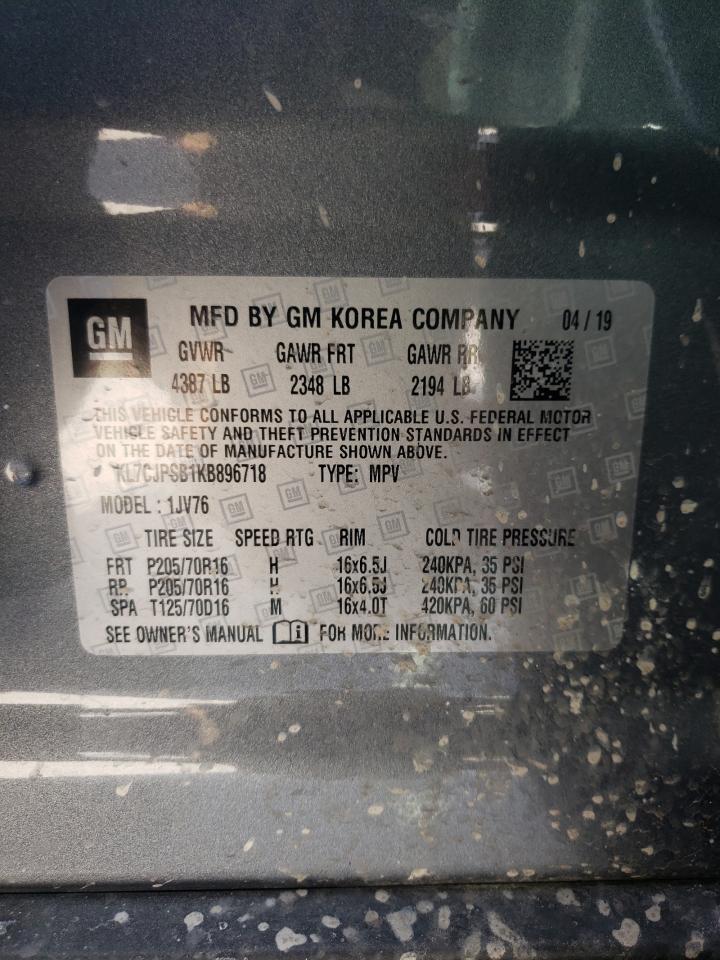 GM MFD BY GM KOREA COMPANY 04/19
GVWR GAWR FRT GAWR RR
4387 LB 2348 LB 2194 LB
THIS VEHICLE CONFORMS TO ALL APPLICABLE U.S. FEDERAL MOTOR
VEHICLE SAFETY AND THEFT PREVENTION STANDARDS IN EFFECT
ON THE DATE OF MANUFACTURE SHOWN ABOVE.
KL7CJPSB1KB896718 TYPE: MPV
MODEL: 1JV76
TIRE SIZE SPEED RTG RIM COLD TIRE PRESSURE
FRT P205/70R16 H 16x6.5J 240KPA, 35 PSI
RR P205/70R16 H 16x6.5J 240KPA, 35 PSI
SPA T125/70D16 M 16x4.0T 420KPA, 60 PSI
SEE OWNER'S MANUAL FOR MORE INFORMATION.